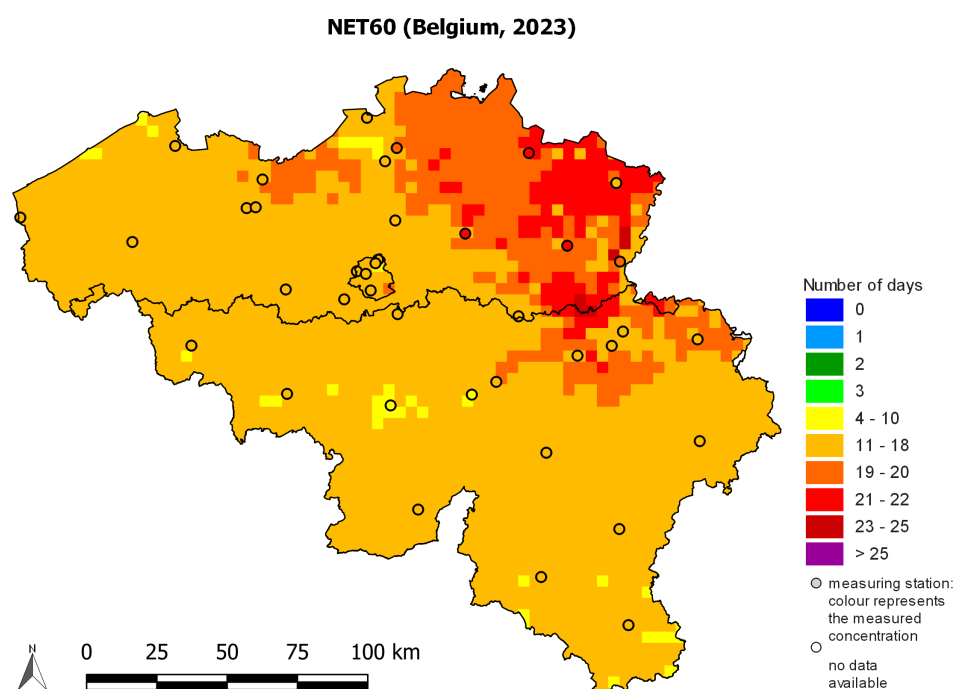 NET60 (Belgium, 2023)
Number of days
0
1
2
3
4 - 10
11 - 18
19 - 20
21 - 22
23 - 25
> 25
measuring station:
colour represents
the measured
concentration
no data
available
N
0 25 50 75 100 km